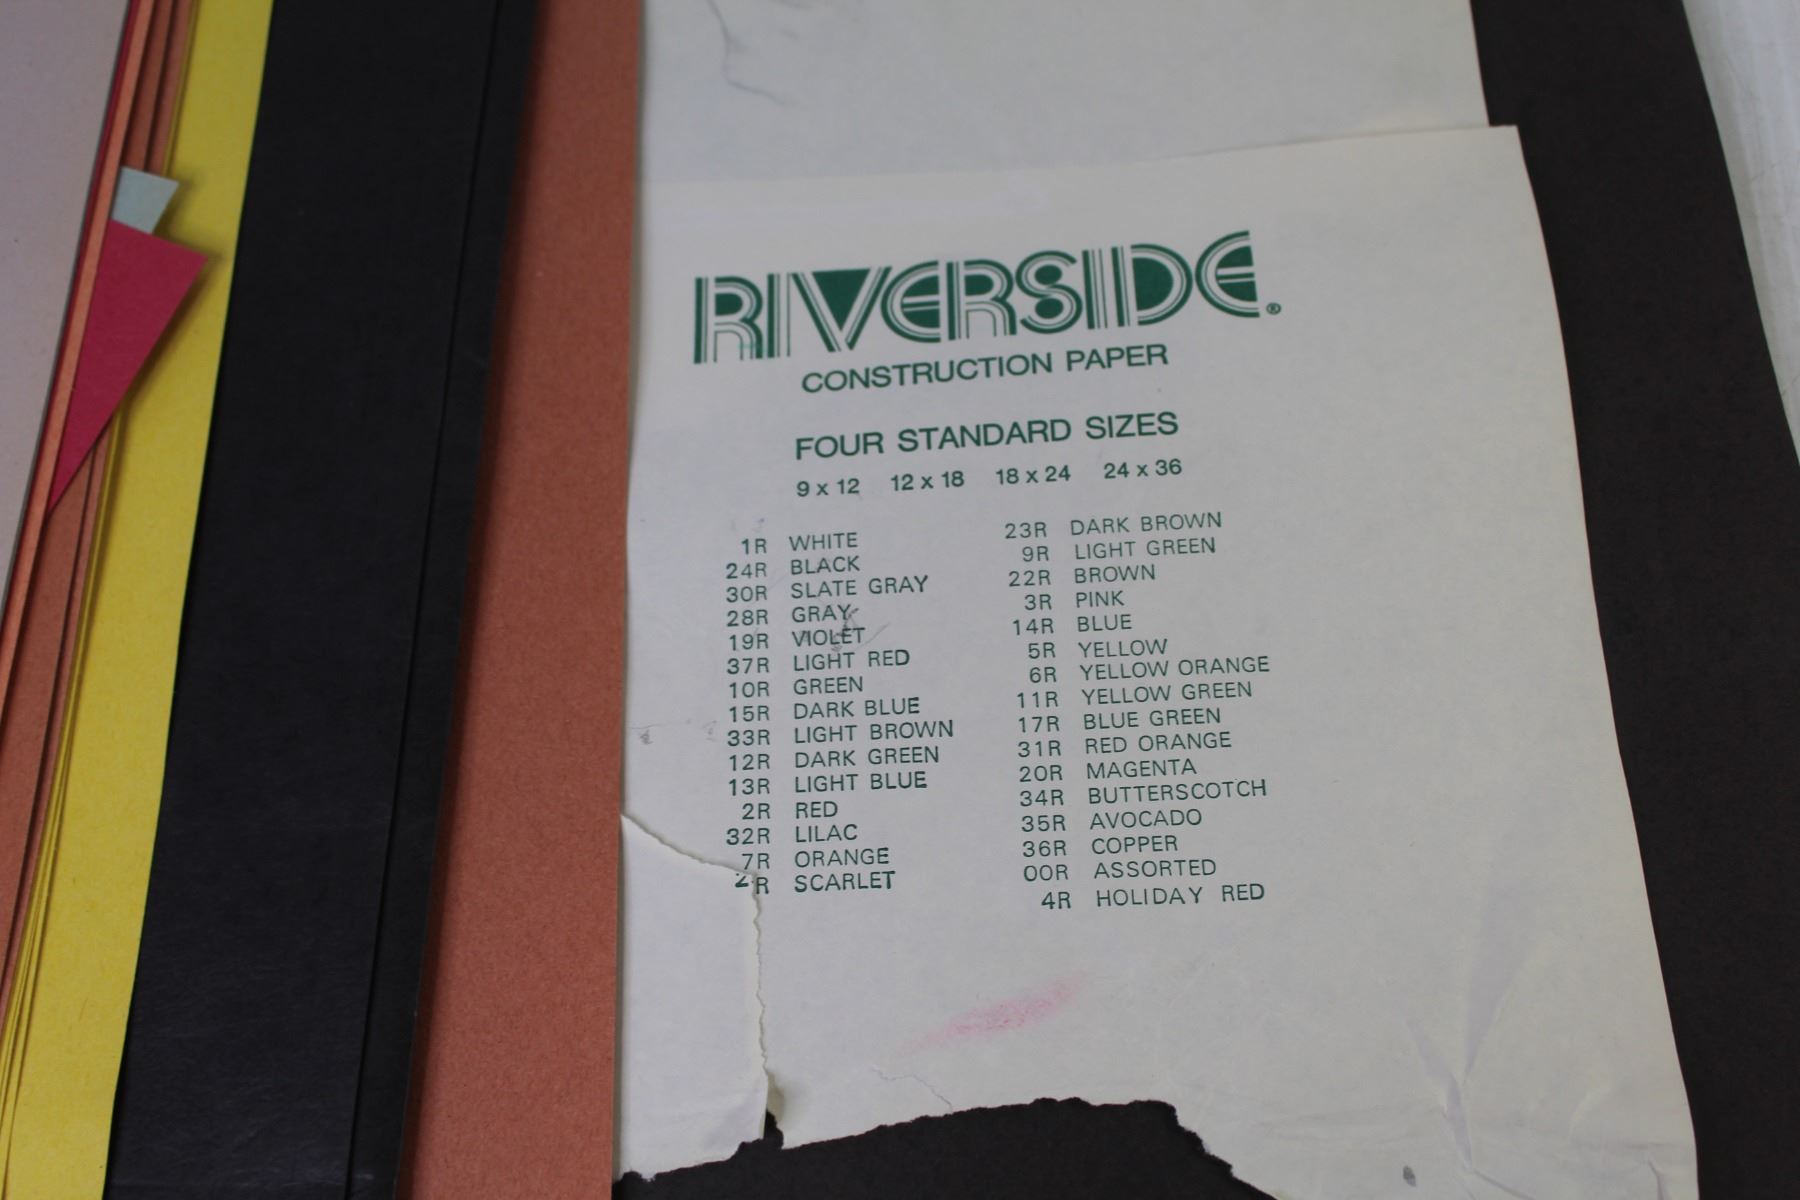 RIVERSIDE®
CONSTRUCTION PAPER
FOUR STANDARD SIZES
9 x 12 12 x 18 18 x 24 24 x 36
1R WHITE
24R BLACK
30R SLATE GRAY
28R GRAY
19R VIOLET
37R LIGHT RED
10R GREEN
15R DARK BLUE
33R LIGHT BROWN
12R DARK GREEN
13R LIGHT BLUE
2R RED
32R LILAC
7R ORANGE
SCARLET
23R DARK BROWN
9R LIGHT GREEN
22R BROWN
3R PINK
14R BLUE
5R YELLOW
6R YELLOW ORANGE
11R YELLOW GREEN
17R BLUE GREEN
31R RED ORANGE
20R MAGENTA
34R BUTTERSCOTCH
35R AVOCADO
36R COPPER
00R ASSORTED
4R HOLIDAY RED